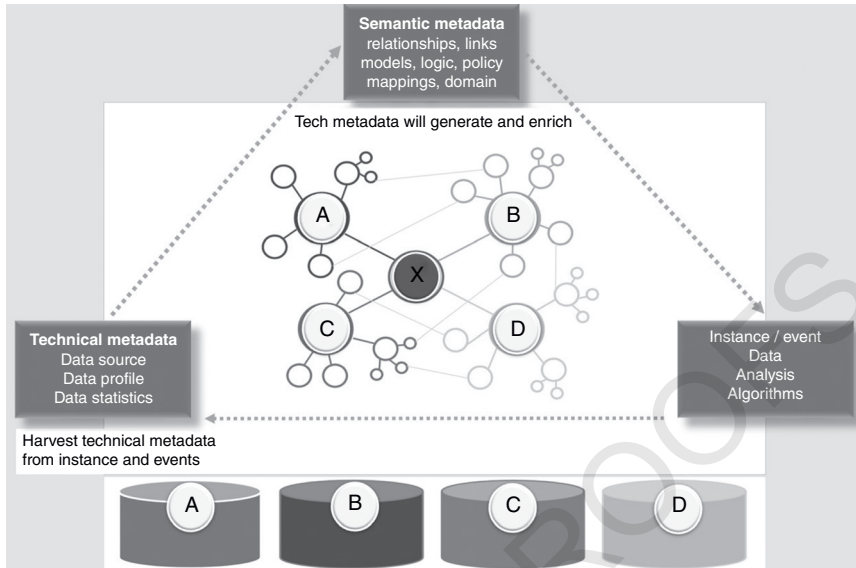 Semantic metadata
relationships, links
models, logic, policy
mappings, domain
Tech metadata will generate and enrich
A
B
X
C
D
Technical metadata
Data source
Data profile
Data statistics
Instance / event
Data
Analysis
Algorithms
Harvest technical metadata
from instance and events
A
B
C
D
ROOFS